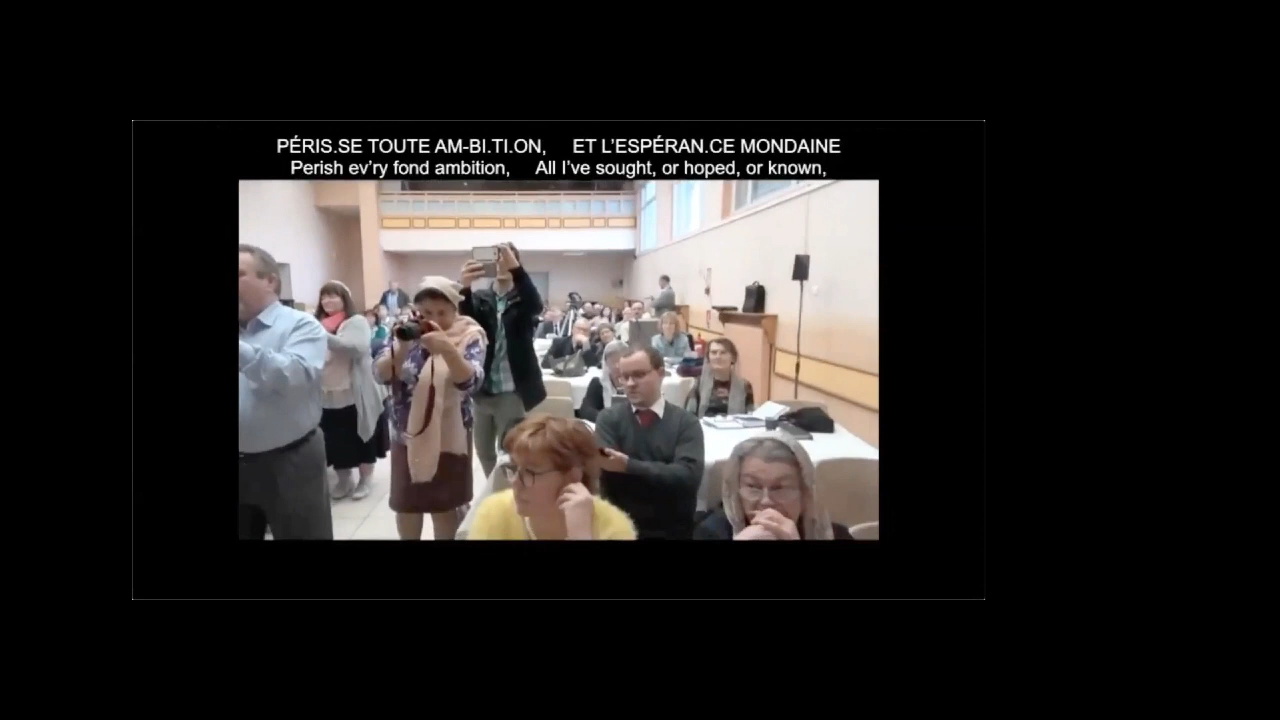 PÉRIS.SE TOUTE AM-BI.TI.ON, ET L’ESPÉRAN.CE MONDAINE
Perish ev’ry fond ambition, All I’ve sought, or hoped, or known,